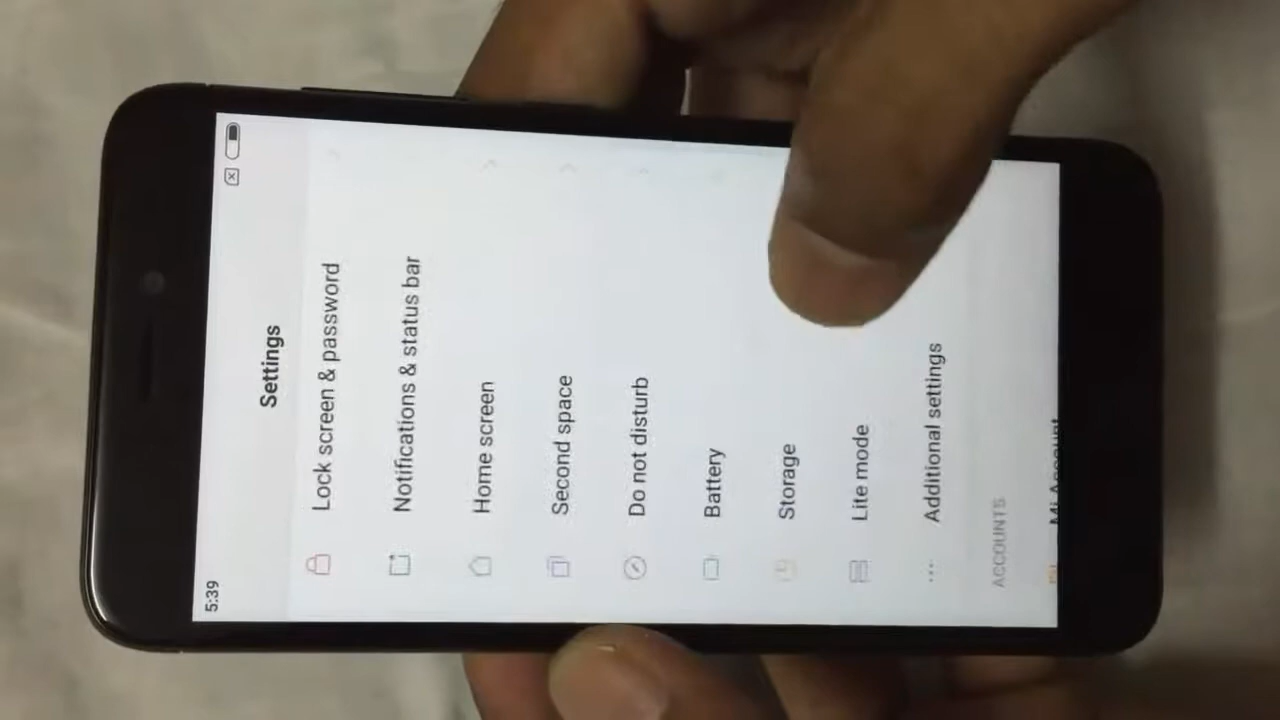 5:39
Settings
Lock screen & password
Notifications & status bar
Home screen
Second space
Do not disturb
Battery
Storage
Lite mode
Additional settings
ACCOUNTS
Mi Account